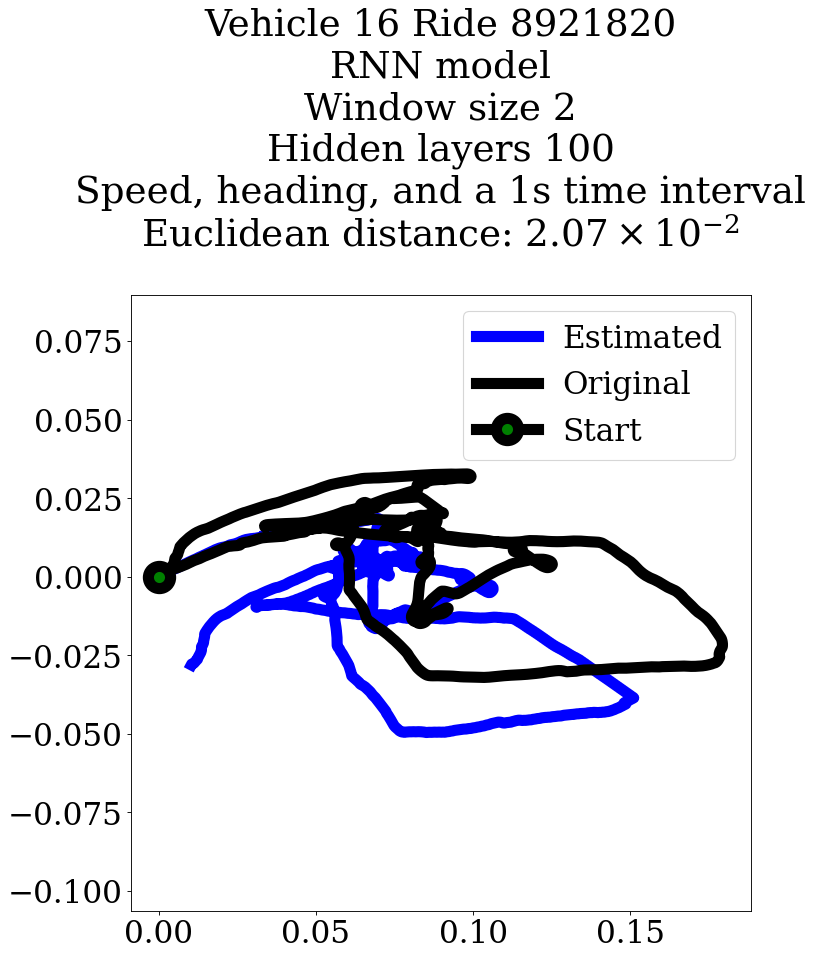 Vehicle 16 Ride 8921820
RNN model
Window size 2
Hidden layers 100
Speed, heading, and a 1s time interval
Euclidean distance: 2.07 × 10⁻²
Estimated
Original
Start
0.075
0.050
0.025
0.000
−0.025
−0.050
−0.075
−0.100
0.00 0.05 0.10 0.15